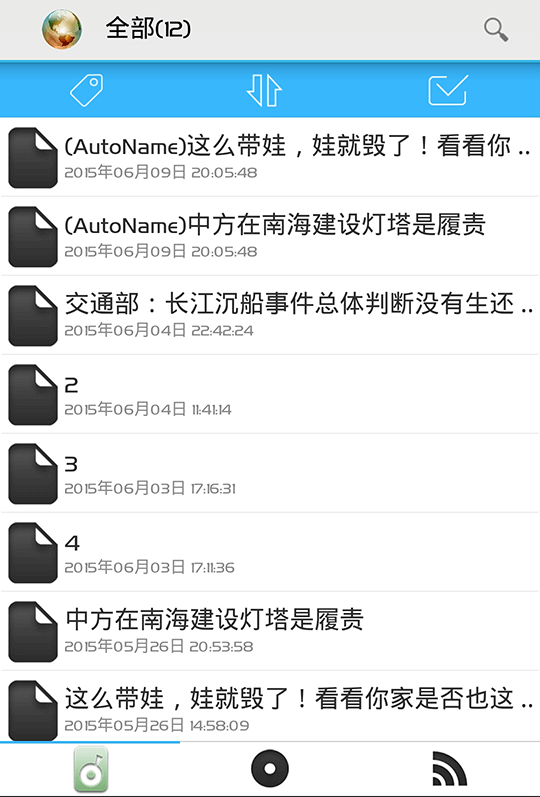 全部(12)
(AutoName)这么带娃，娃就毁了！看看你 ..
2015年06月09日 20:05:48
(AutoName)中方在南海建设灯塔是履责
2015年06月09日 20:05:48
交通部：长江沉船事件总体判断没有生还 ..
2015年06月04日 22:42:24
2
2015年06月04日 11:41:14
3
2015年06月03日 17:16:31
4
2015年06月03日 17:11:36
中方在南海建设灯塔是履责
2015年05月26日 20:53:58
这么带娃，娃就毁了！看看你家是否也这 ..
2015年05月26日 14:58:09